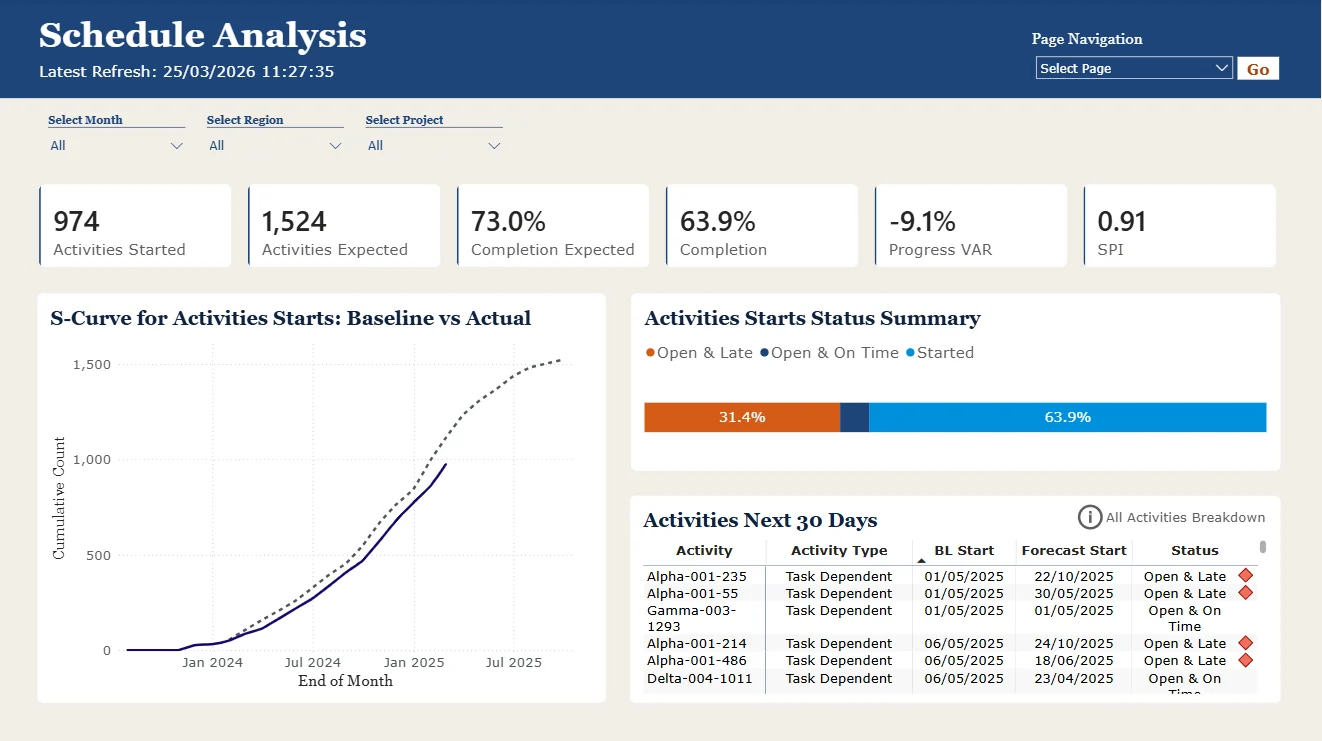 Schedule Analysis
Latest Refresh: 25/03/2026 11:27:35
Page Navigation
Select Page
Go
Select Month
All
Select Region
All
Select Project
All
974
Activities Started
1,524
Activities Expected
73.0%
Completion Expected
63.9%
Completion
-9.1%
Progress VAR
0.91
SPI
S-Curve for Activities Starts: Baseline vs Actual
1,500
1,000
500
0
Cumulative Count
Jan 2024 Jul 2024 Jan 2025 Jul 2025
End of Month
Activities Starts Status Summary
Open & Late Open & On Time Started
31.4% 63.9%
Activities Next 30 Days
All Activities Breakdown
Activity Activity Type BL Start Forecast Start Status
Alpha-001-235 Task Dependent 01/05/2025 22/10/2025 Open & Late
Alpha-001-55 Task Dependent 01/05/2025 30/05/2025 Open & Late
Gamma-003- Task Dependent 01/05/2025 01/05/2025 Open & On
1293 Time
Alpha-001-214 Task Dependent 06/05/2025 24/10/2025 Open & Late
Alpha-001-486 Task Dependent 06/05/2025 18/06/2025 Open & Late
Delta-004-1011 Task Dependent 06/05/2025 23/04/2025 Open & On
Time